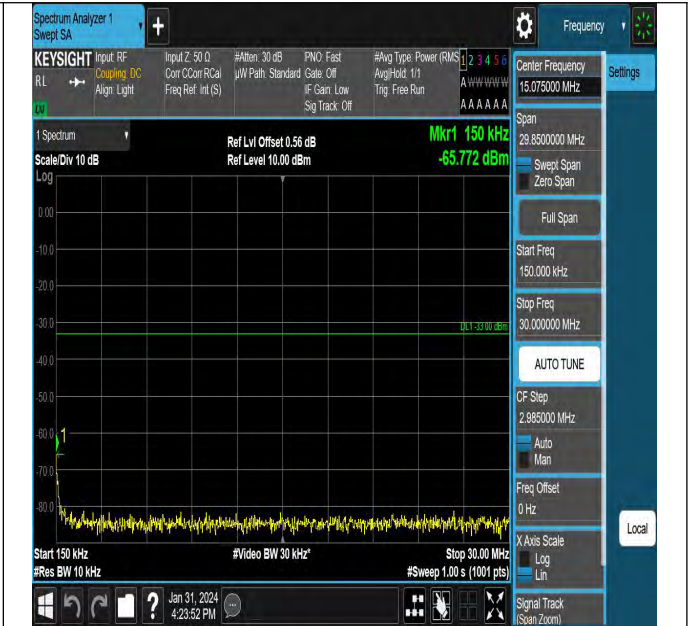 Spectrum Analyzer 1
Swept SA
+
Frequency
KEYSIGHT
RL
Input: RF
Coupling: DC
Align: Light
Input Z: 50 Ω
Corr CCorr RCal
Freq Ref: Int (S)
#Atten: 30 dB
µW Path: Standard
PNO: Fast
Gate: Off
IF Gain: Low
Sig Track: Off
#Avg Type: Power (RMS
Avg|Hold: 1/1
Trig: Free Run
1 2 3 4 5 6
A W W W W W
A A A A A A
1 Spectrum
Scale/Div 10 dB
Ref Lvl Offset 0.56 dB
Ref Level 10.00 dBm
Mkr1 150 kHz
-65.772 dBm
Log
0.00
-10.0
-20.0
-30.0
DL1 -33.00 dBm
-40.0
-50.0
-60.0
1
-70.0
-80.0
Start 150 kHz
#Res BW 10 kHz
#Video BW 30 kHz*
Stop 30.00 MHz
#Sweep 1.00 s (1001 pts)
?
Jan 31, 2024
4:23:52 PM
Center Frequency
15.075000 MHz
Settings
Span
29.8500000 MHz
Swept Span
Zero Span
Full Span
Start Freq
150.000 kHz
Stop Freq
30.000000 MHz
AUTO TUNE
CF Step
2.985000 MHz
Auto
Man
Freq Offset
0 Hz
X Axis Scale
Log
Lin
Local
Signal Track
(Span Zoom)